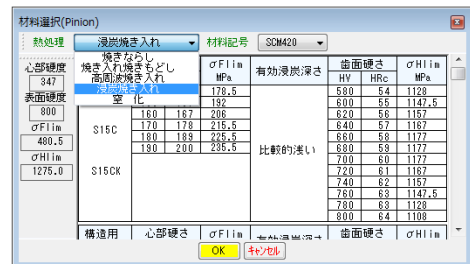 材料選択(Pinion)
熱処理 浸炭焼き入れ 材料記号 SCM420
焼きならし
焼き入れ焼きもどし
高周波焼き入れ
浸炭焼き入れ
窒 化
心部硬度
347
表面硬度
800
σFlim
480.5
σHlim
1275.0
σFlim 有効浸炭深さ 歯面硬さ σHlim
MPa HV HRc MPa
178.5 580 54 1128
192 600 55 1147.5
160 167 206 620 56 1157
S15C 170 178 215.5 640 57 1167
180 189 225.5 660 58 1177
190 200 235.5 比較的浅い 680 59 1177
700 60 1177
S15CK 720 61 1167
740 62 1157
760 63 1147.5
780 63 1128
800 64 1108
構造用 心部硬さ σFlim 有効浸炭深さ 歯面硬さ σHlim
OK キャンセル